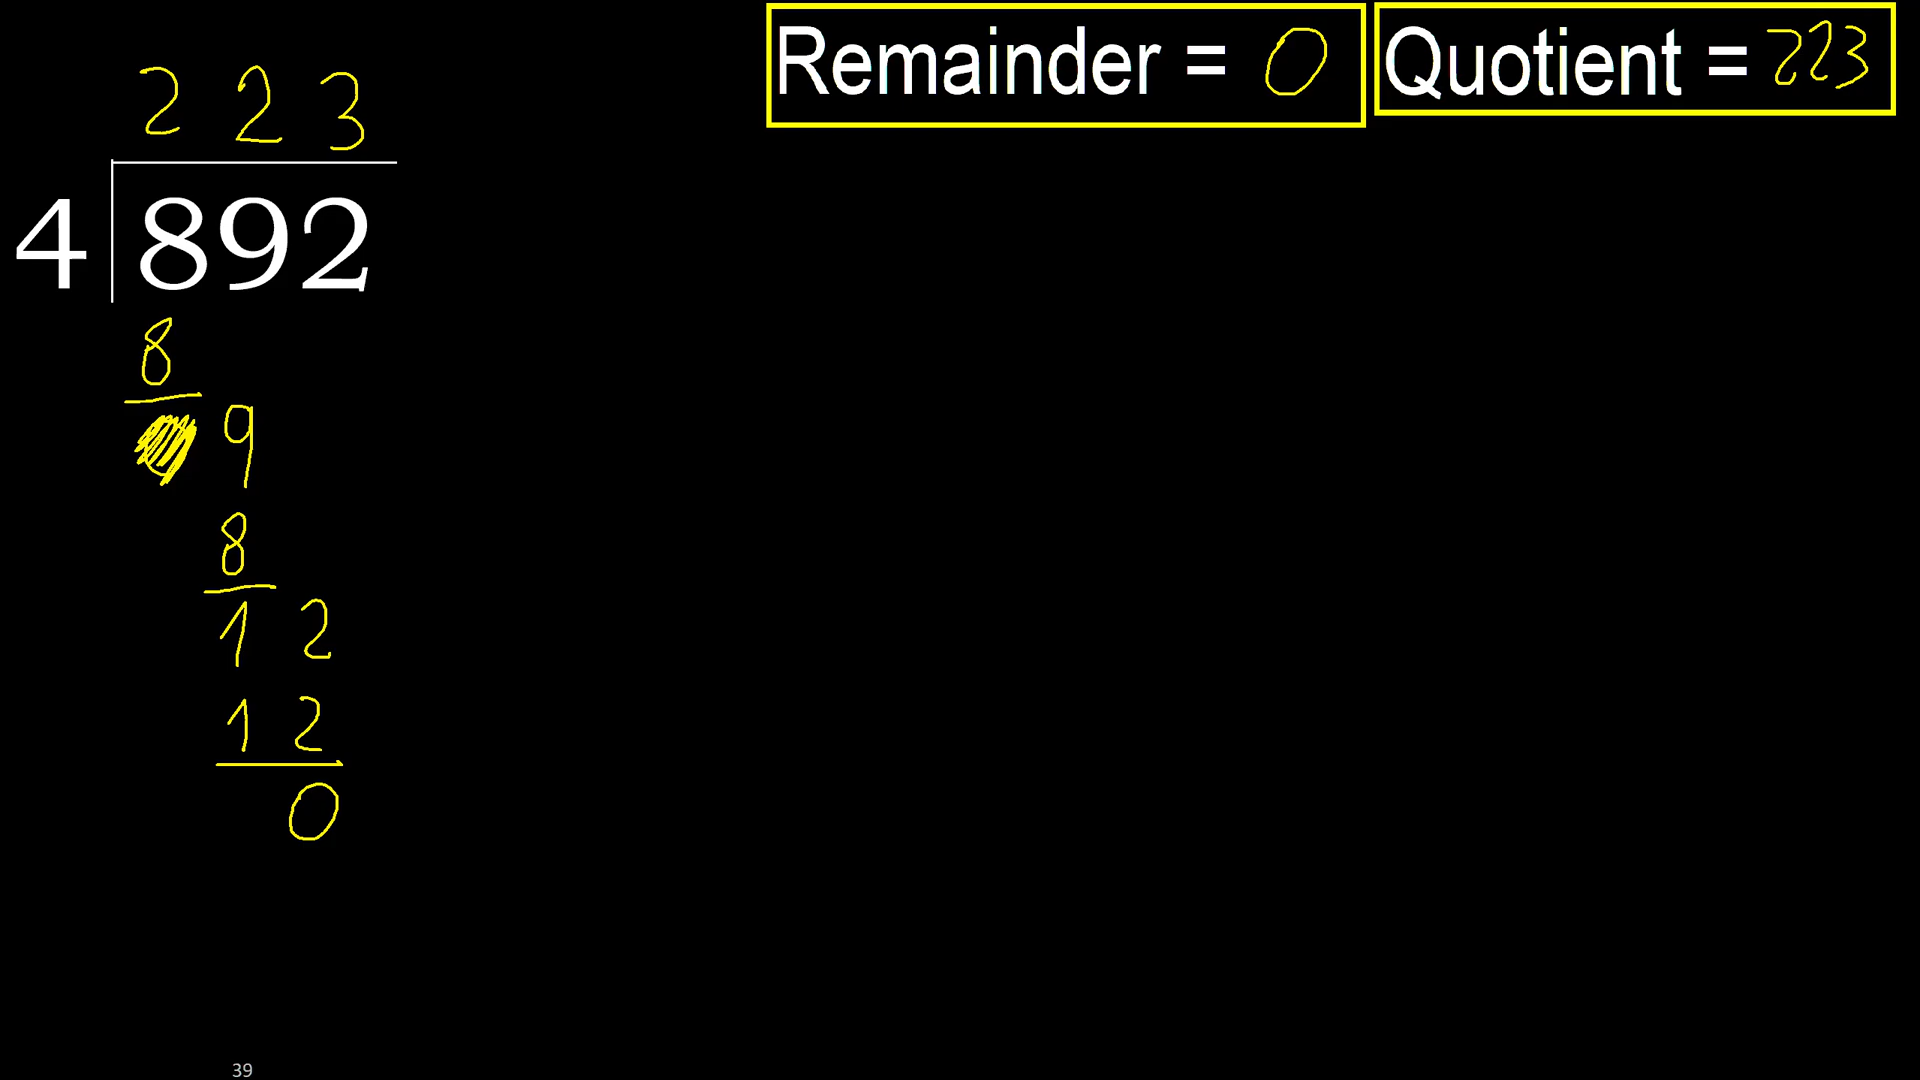 Remainder = 0
Quotient = 223
2 2 3
4 892
8
9
8
1 2
1 2
0
39